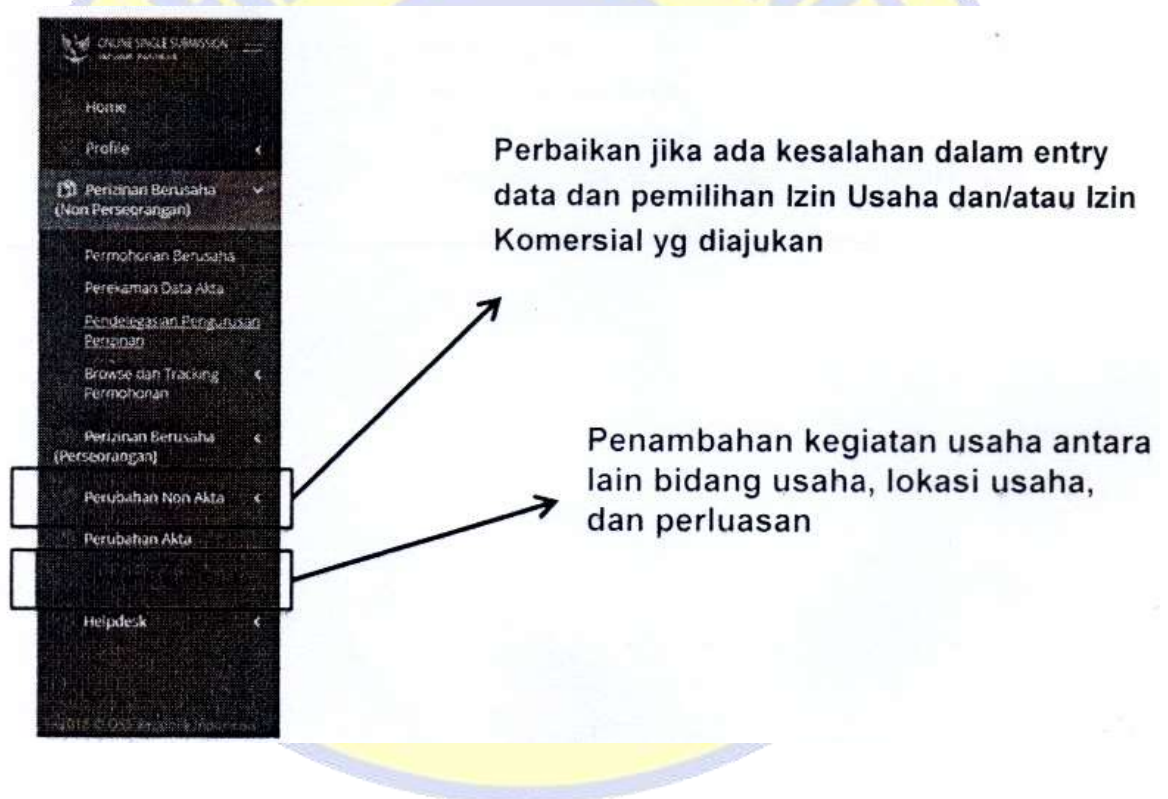 ONLINE SINGLE SUBMISSION
Home
Profile
Perizinan Berusaha
(Non Perseorangan)
Permohonan Berusaha
Perekaman Data Akta
Pendelegasian Pengurusan
Perizinan
Browse dan Tracking
Permohonan
Perizinan Berusaha
(Perseorangan)
Perubahan Non Akta
Perubahan Akta
Helpdesk
Perbaikan jika ada kesalahan dalam entry
data dan pemilihan Izin Usaha dan/atau Izin
Komersial yg diajukan
Penambahan kegiatan usaha antara
lain bidang usaha, lokasi usaha,
dan perluasan